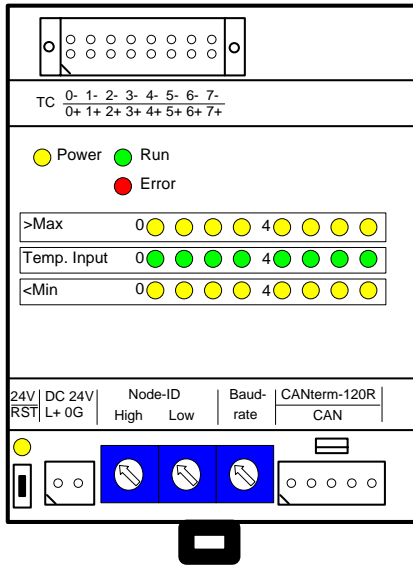 TC 0- 1- 2- 3- 4- 5- 6- 7-
0+ 1+ 2+ 3+ 4+ 5+ 6+ 7+
Power Run
Error
>Max 0 4
Temp. Input 0 4
<Min 0 4
24V DC 24V Node-ID Baud- CANterm-120R
RST L+ 0G High Low rate CAN